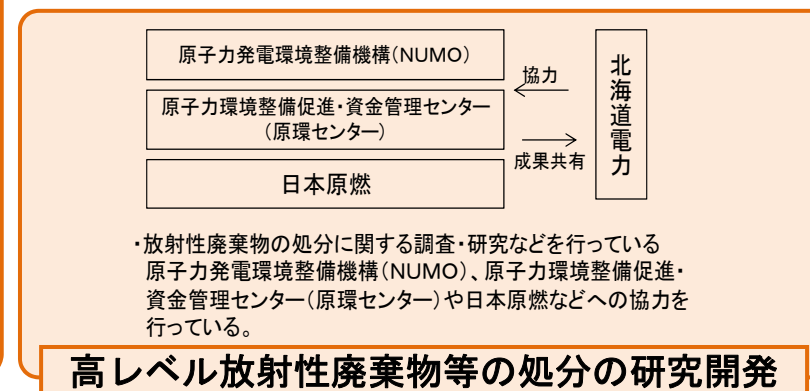 原子力発電環境整備機構(NUMO)
原子力環境整備促進・資金管理センター
(原環センター)
日本原燃
協力
成果共有
北海道電力
・放射性廃棄物の処分に関する調査・研究などを行っている
原子力発電環境整備機構(NUMO)、原子力環境整備促進・
資金管理センター(原環センター)や日本原燃などへの協力を
行っている。
高レベル放射性廃棄物等の処分の研究開発